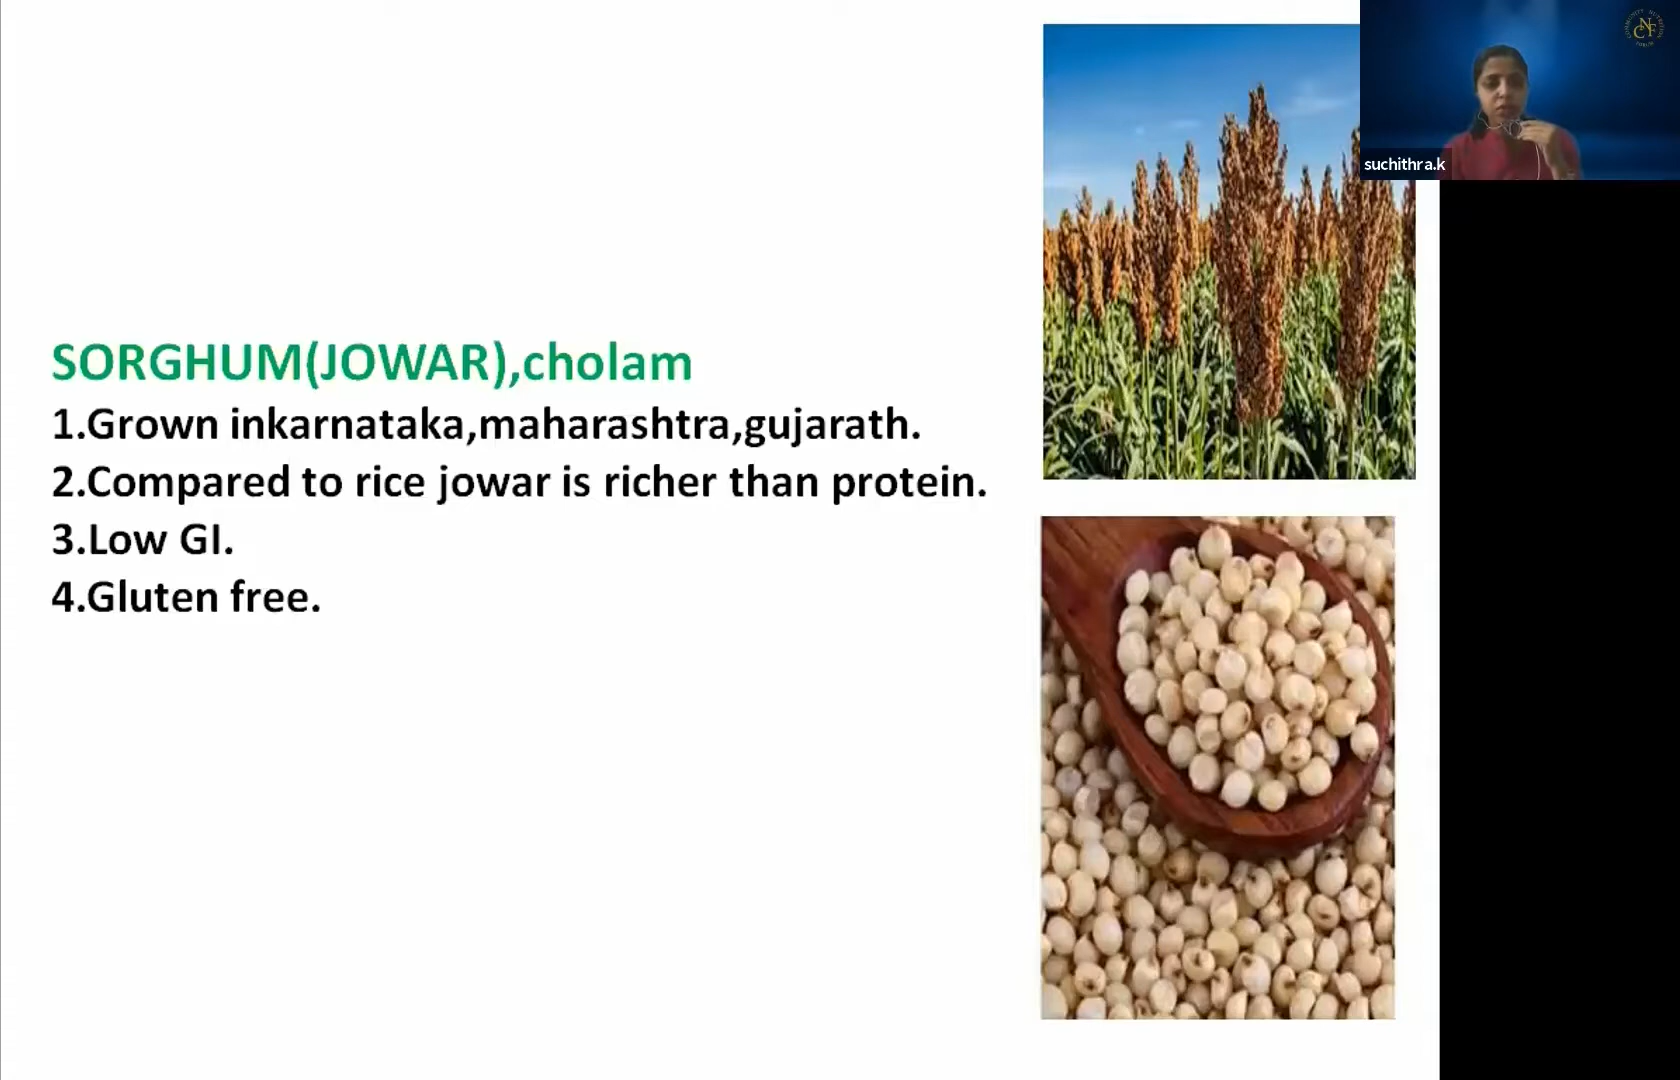 SORGHUM(JOWAR),cholam
1.Grown inkarnataka,maharashtra,gujarath.
2.Compared to rice jowar is richer than protein.
3.Low GI.
4.Gluten free.
suchithra.k